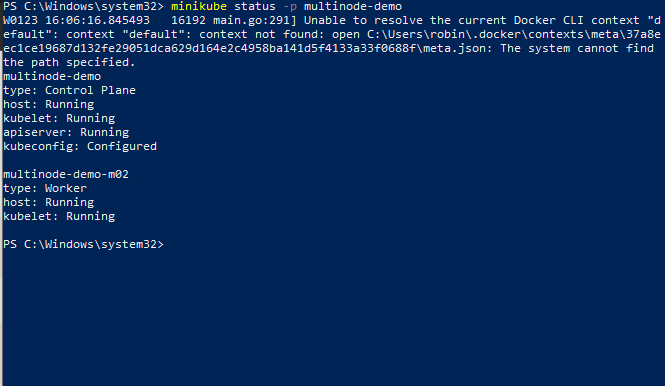 PS C:\Windows\system32> minikube status -p multinode-demo
W0123 16:06:16.845493   16192 main.go:291] Unable to resolve the current Docker CLI context "d
efault": context "default": context not found: open C:\Users\robin\.docker\contexts\meta\37a8e
ec1ce19687d132fe29051dca629d164e2c4958ba141d5f4133a33f0688f\meta.json: The system cannot find
the path specified.
multinode-demo
type: Control Plane
host: Running
kubelet: Running
apiserver: Running
kubeconfig: Configured

multinode-demo-m02
type: Worker
host: Running
kubelet: Running

PS C:\Windows\system32>